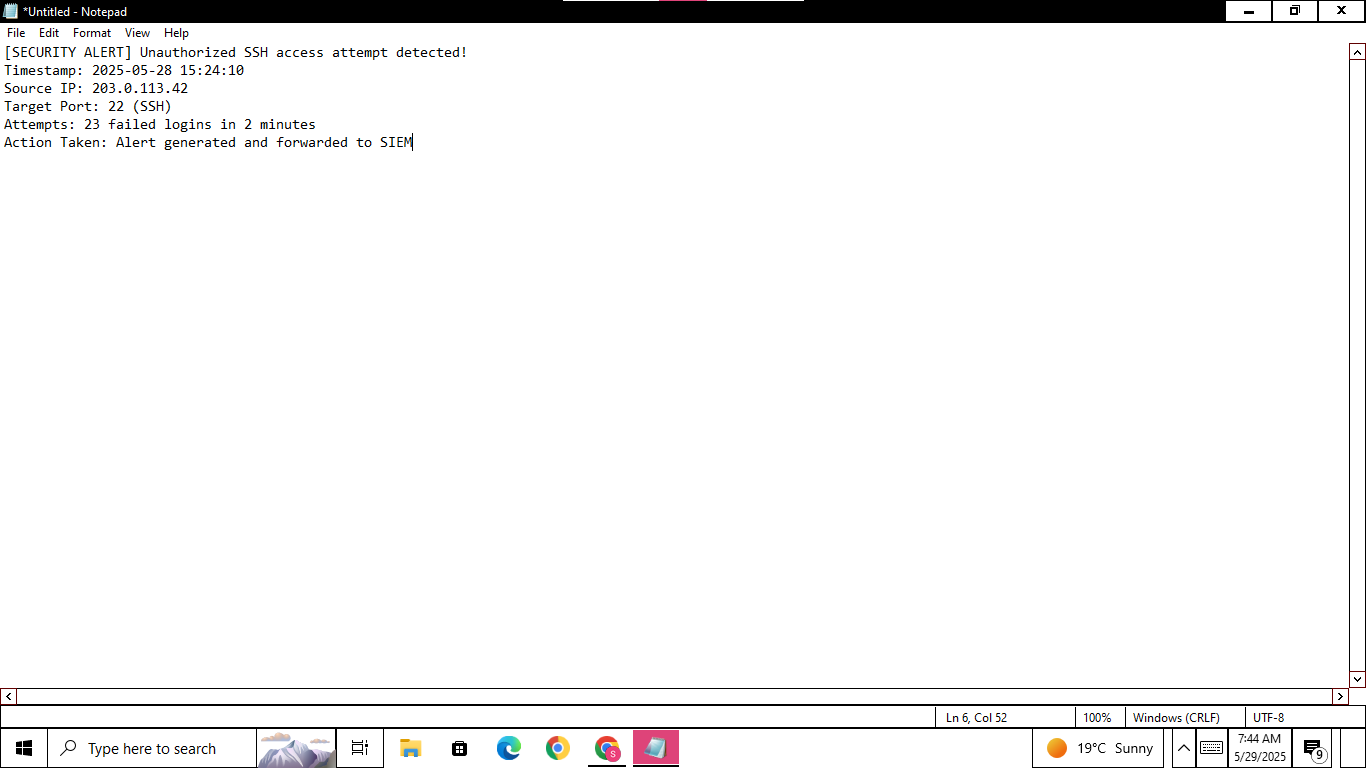 *Untitled - Notepad
File Edit Format View Help
[SECURITY ALERT] Unauthorized SSH access attempt detected!
Timestamp: 2025-05-28 15:24:10
Source IP: 203.0.113.42
Target Port: 22 (SSH)
Attempts: 23 failed logins in 2 minutes
Action Taken: Alert generated and forwarded to SIEM
Ln 6, Col 52 100% Windows (CRLF) UTF-8
Type here to search S 19°C Sunny 7:44 AM
5/29/2025 9